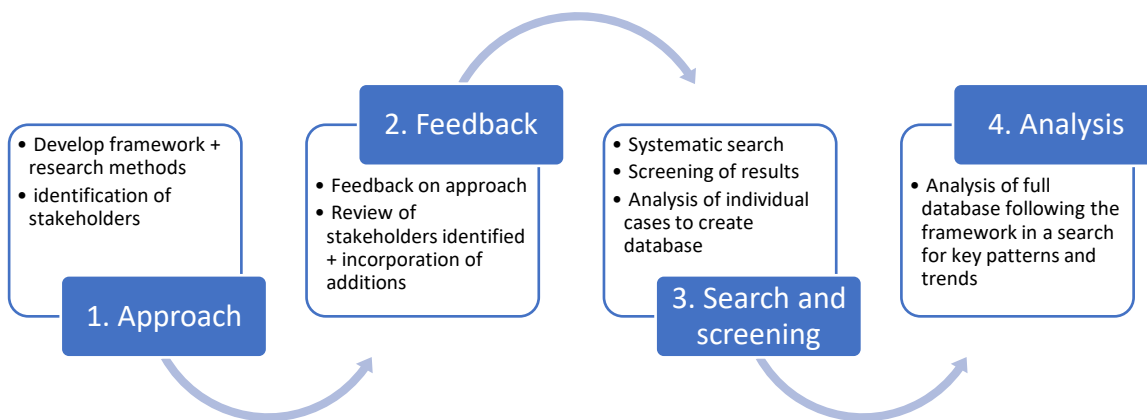 • Develop framework +
research methods
• identification of
stakeholders
1. Approach
2. Feedback
• Feedback on approach
• Review of
stakeholders identified
+ incorporation of
additions
• Systematic search
• Screening of results
• Analysis of individual
cases to create
database
3. Search and
screening
4. Analysis
• Analysis of full
database following the
framework in a search
for key patterns and
trends